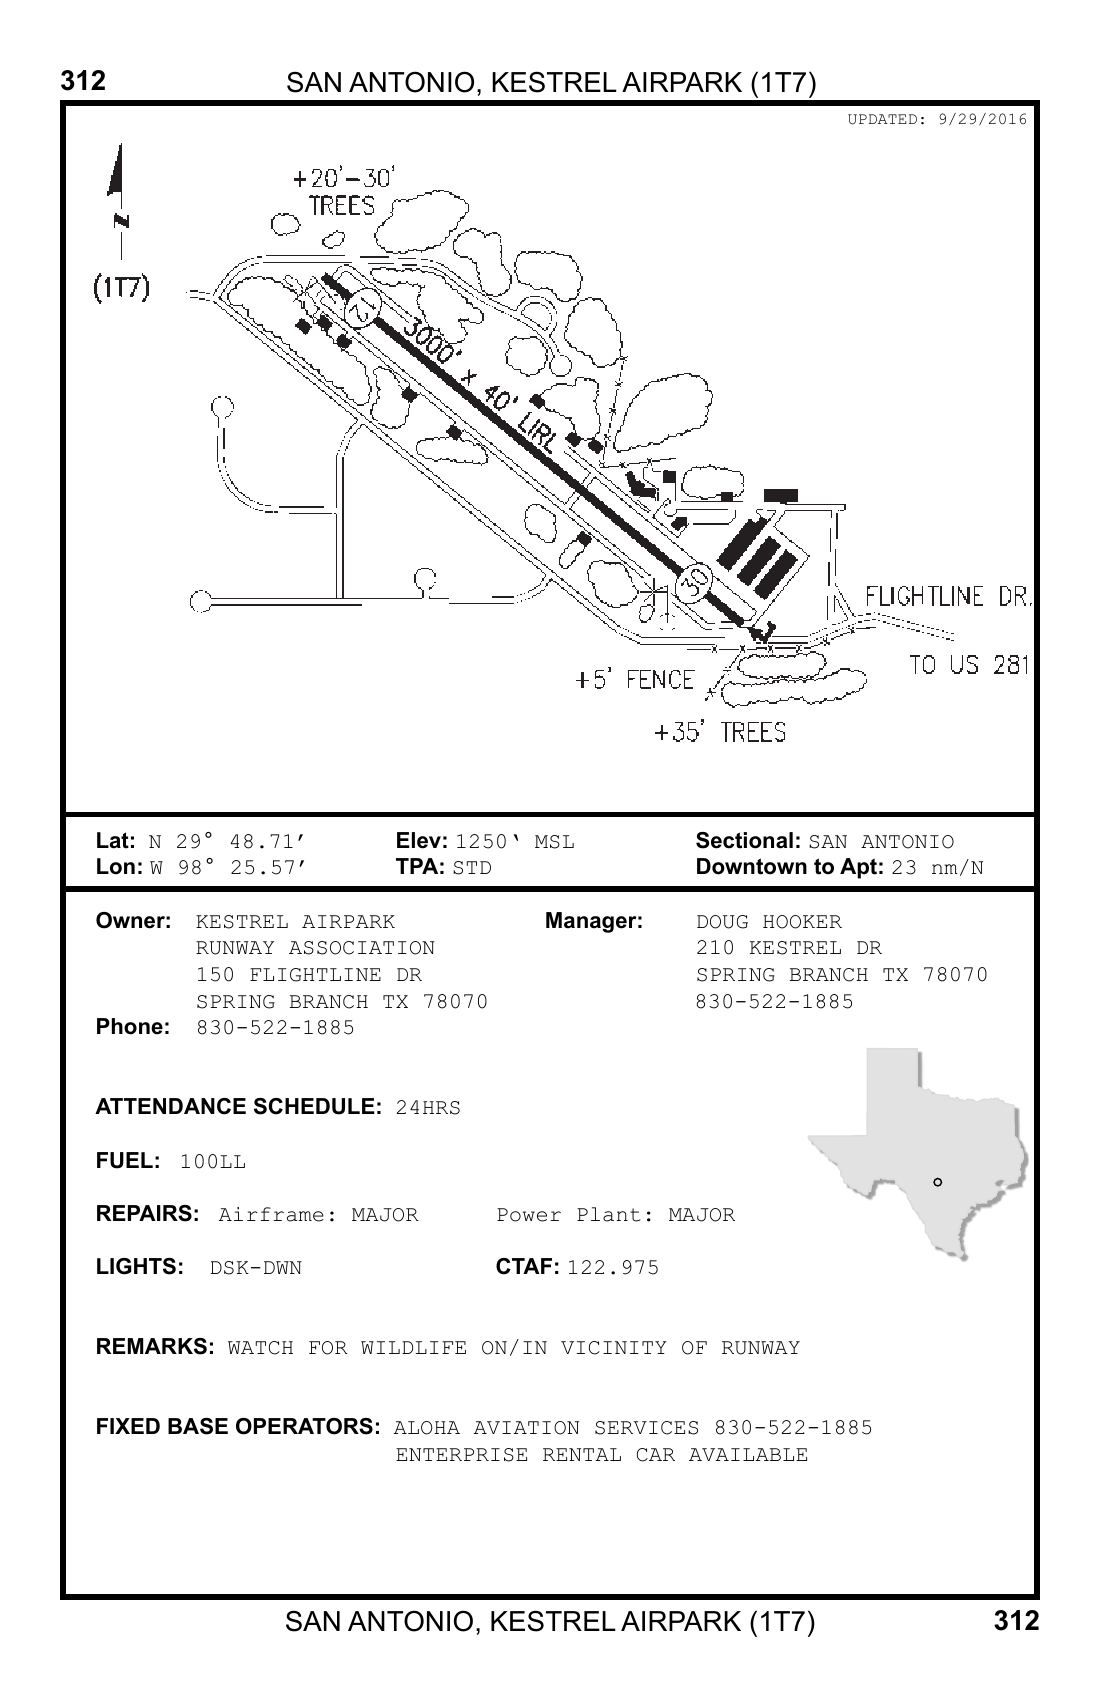 312
SAN ANTONIO, KESTREL AIRPARK (1T7)
UPDATED: 9/29/2016
+20'-30'
TREES
N
(1T7)
12
3000' x 40' LIRL
30
FLIGHTLINE DR.
TO US 281
+5' FENCE
+35' TREES
Lat: N 29° 48.71′ Elev: 1250‘ MSL Sectional: SAN ANTONIO
Lon: W 98° 25.57′ TPA: STD Downtown to Apt: 23 nm/N
Owner: KESTREL AIRPARK Manager: DOUG HOOKER
RUNWAY ASSOCIATION 210 KESTREL DR
150 FLIGHTLINE DR SPRING BRANCH TX 78070
SPRING BRANCH TX 78070 830-522-1885
Phone: 830-522-1885
ATTENDANCE SCHEDULE: 24HRS
FUEL: 100LL
REPAIRS: Airframe: MAJOR Power Plant: MAJOR
LIGHTS: DSK-DWN CTAF: 122.975
REMARKS: WATCH FOR WILDLIFE ON/IN VICINITY OF RUNWAY
FIXED BASE OPERATORS: ALOHA AVIATION SERVICES 830-522-1885
ENTERPRISE RENTAL CAR AVAILABLE
SAN ANTONIO, KESTREL AIRPARK (1T7)
312